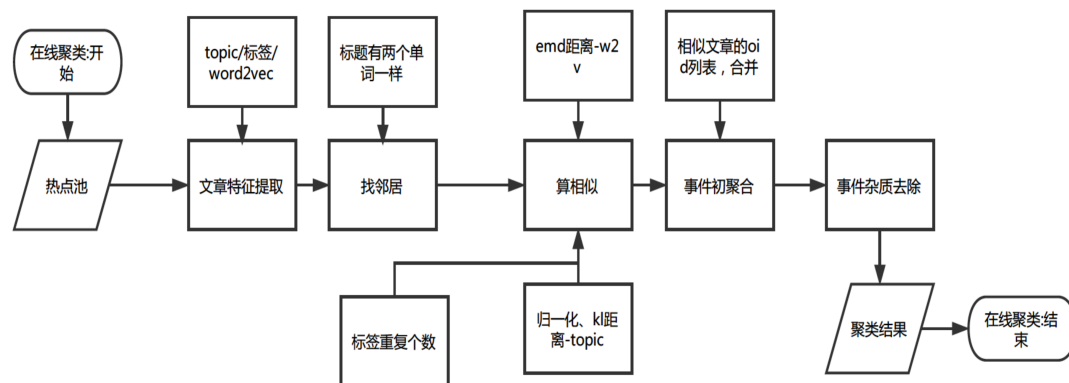 在线聚类:开
始
topic/标签/
word2vec
标题有两个单
词一样
emd距离-w2
v
相似文章的oi
d列表，合并
热点池
文章特征提取
找邻居
算相似
事件初聚合
事件杂质去除
标签重复个数
归一化、kl距
离-topic
聚类结果
在线聚类:结
束